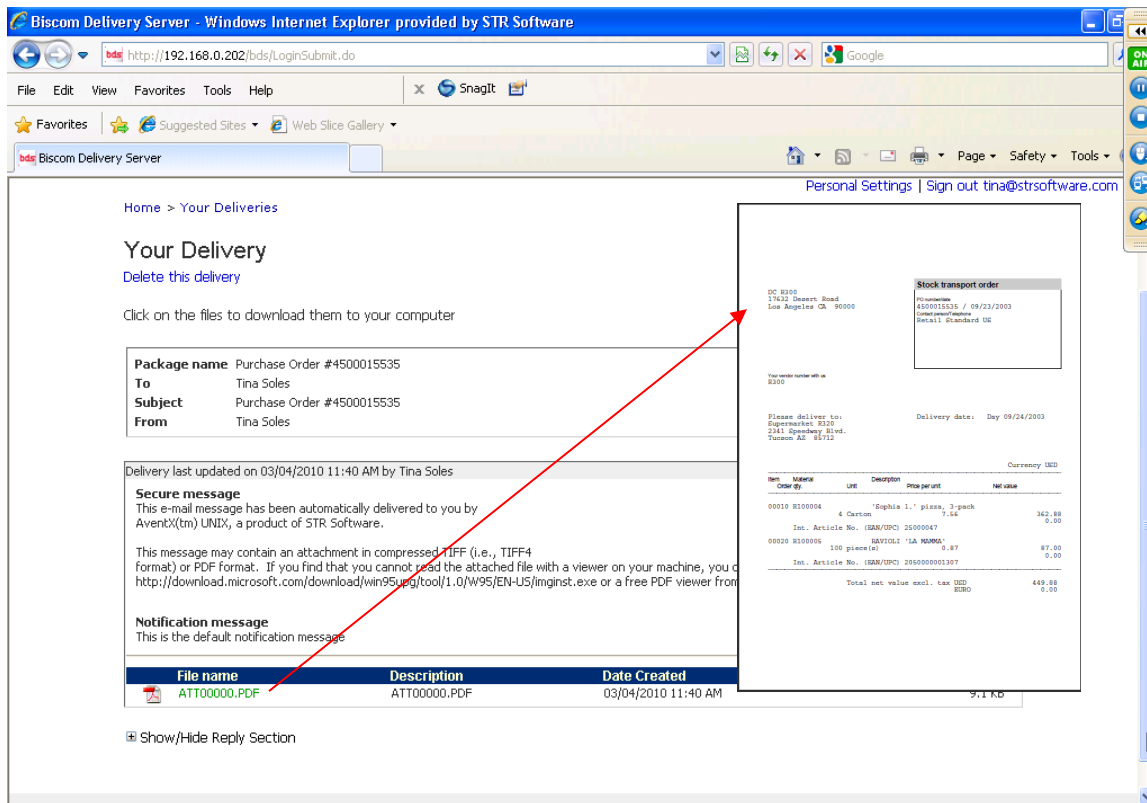 Biscom Delivery Server - Windows Internet Explorer provided by STR Software
bds http://192.168.0.202/bds/LoginSubmit.do
Google
File Edit View Favorites Tools Help
x SnagIt
Favorites Suggested Sites Web Slice Gallery
bds Biscom Delivery Server
Page Safety Tools
Personal Settings | Sign out tina@strsoftware.com
Home > Your Deliveries
Your Delivery
Delete this delivery
Click on the files to download them to your computer
Package name Purchase Order #4500015535
To Tina Soles
Subject Purchase Order #4500015535
From Tina Soles
Delivery last updated on 03/04/2010 11:40 AM by Tina Soles
Secure message
This e-mail message has been automatically delivered to you by
AventX(tm) UNIX, a product of STR Software.
This message may contain an attachment in compressed TIFF (i.e., TIFF4
format) or PDF format. If you find that you cannot read the attached file with a viewer on your machine, you
http://download.microsoft.com/download/win95upg/tool/1.0/W95/EN-US/imginst.exe or a free PDF viewer from
Notification message
This is the default notification message
File name Description Date Created
ATT00000.PDF ATT00000.PDF 03/04/2010 11:40 AM 9.1 KB
Show/Hide Reply Section
Stock transport order
DC R300
17632 Desert Road
Los Angeles CA 90000
PO number/date
4500015535 / 09/23/2003
Contact person/Telephone
Retail Standard US
Your vendor number with us
R300
Please deliver to:
Supermarket R320
2341 Speedway Blvd.
Tucson AZ 85712
Delivery date: Day 09/24/2003
Currency USD
Item Material Description
Order qty. Unit Price per unit Net value
00010 R100004 'Sophia l.' pizza, 3-pack
4 Carton 7.56 362.88
0.00
Int. Article No. (EAN/UPC) 25000047
00020 R100005 RAVIOLI 'LA MAMMA'
100 piece(s) 0.87 87.00
0.00
Int. Article No. (EAN/UPC) 2050000001307
Total net value excl. tax USD 449.88
EURO 0.00